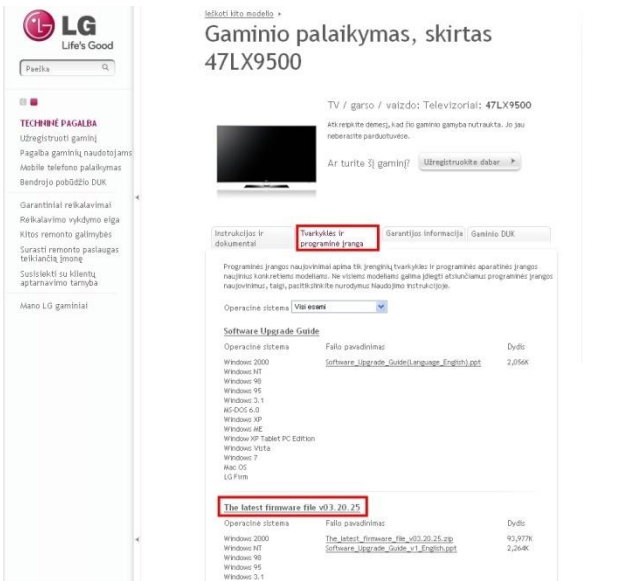 LG
Life's Good
Paeška
TECHNINĖ PAGALBA
Užregistruoti gaminį
Pagalba gaminių naudotojams
Mobile telefono palaikymas
Bendrojo pobūdžio DUK
Garantiniai reikalavimai
Reikalavimo vykdymo eiga
Kitos remonto galimybės
Surasti remonto paslaugas
teikiančią įmonę
Susisiekti su klientų
aptarnavimo tarnyba
Mano LG gaminiai
Ieškoti kito modelio
Gaminio palaikymas, skirtas
47LX9500
TV / garso / vaizdo: Televizoriai: 47LX9500
Atkreipkite dėmesį, kad šio gaminio gamyba nutraukta. Jo jau
neberasite parduotuvėse.
Ar turite šį gaminį? Užregistruokite dabar
Instrukcijos ir
dokumentai
Tvarkyklės ir
programinė įranga
Garantijos informacija
Gaminio DUK
Programinės įrangos naujovinimai apima tik įrenginių tvarkykles ir programinės aparatinės įrangos
naujinius konkretiems modeliams. Ne visiems modeliams galima įdiegti atsiunčiamus programinės įrangos
naujovinimus, taigi, pasitikslinkite nurodymus Naudojimo instrukcijoje.
Operacinė sistema Visi esami
Software Upgrade Guide
Operacinė sistema Failo pavadinimas Dydis
Windows 2000 Software_Upgrade_Guide(Language_English).ppt 2,056K
Windows NT
Windows 98
Windows 95
Windows 3.1
MS-DOS 6.0
Windows XP
Windows ME
Window XP Tablet PC Edition
Windows Vista
Windows 7
Mac OS
LG Firm
The latest firmware file v03.20.25
Operacinė sistema Failo pavadinimas Dydis
Windows 2000 The_latest_firmware_file_v03.20.25.zip 93,977K
Windows NT Software_Upgrade_Guide_v1_English.ppt 2,264K
Windows 98
Windows 95
Windows 3.1